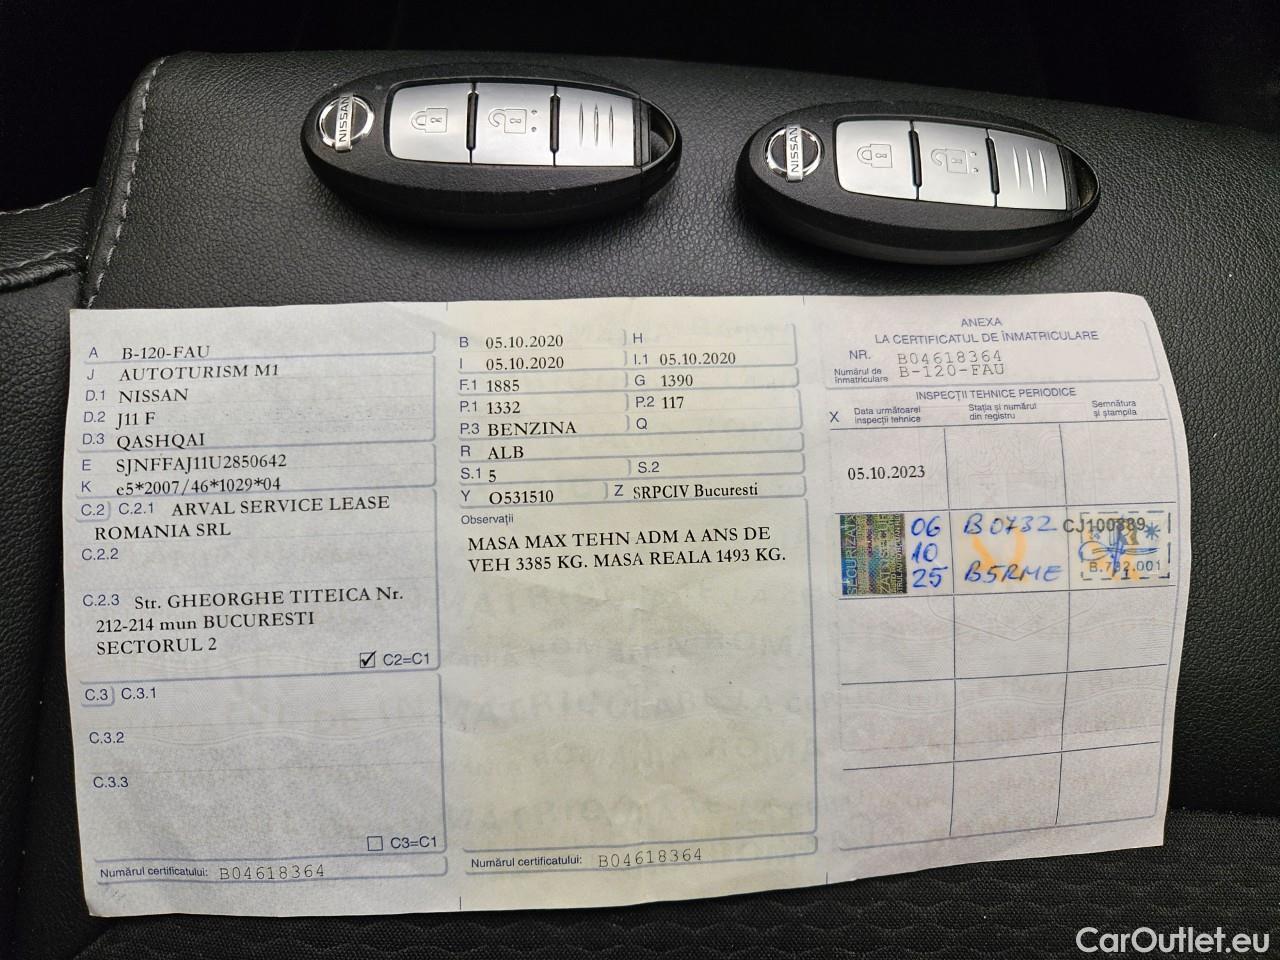 NISSAN
NISSAN
A B-120-FAU
J AUTOTURISM M1
D.1 NISSAN
D.2 J11 F
D.3 QASHQAI
E SJNFFAJ11U2850642
K e5*2007/46*1029*04
C.2 C.2.1 ARVAL SERVICE LEASE
ROMANIA SRL
C.2.2
C.2.3 Str. GHEORGHE TITEICA Nr.
212-214 mun BUCURESTI
SECTORUL 2
C2=C1
C.3 C.3.1
C.3.2
C.3.3
C3=C1
Numărul certificatului: B04618364
B 05.10.2020 H
I 05.10.2020 I.1 05.10.2020
F.1 1885 G 1390
P.1 1332 P.2 117
P.3 BENZINA Q
R ALB
S.1 5 S.2
Y O531510 Z SRPCIV Bucuresti
Observații
MASA MAX TEHN ADM A ANS DE
VEH 3385 KG. MASA REALA 1493 KG.
Numărul certificatului: B04618364
ANEXA
LA CERTIFICATUL DE ÎNMATRICULARE
NR. B04618364
Numărul de
înmatriculare B-120-FAU
INSPECȚII TEHNICE PERIODICE
X Data următoarei
inspecții tehnice
Stația și numărul
din registru
Semnătura
și ștampila
05.10.2023
06 B0732 CJ100889
10
25 B5RME B.732.001
CarOutlet.eu